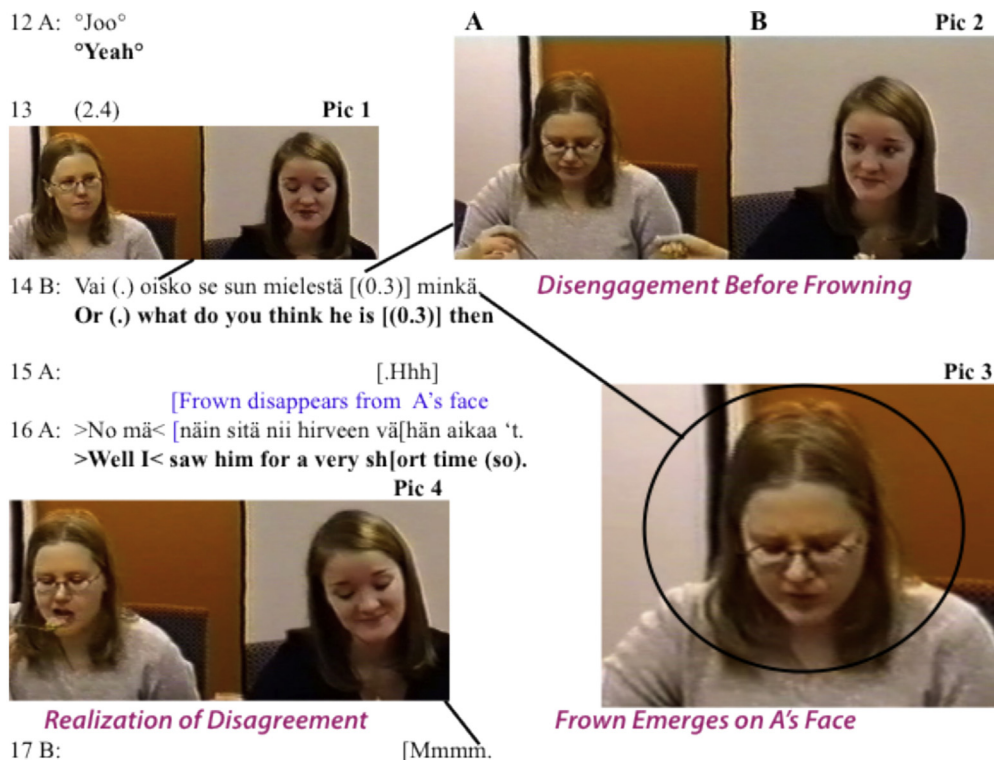 12 A: °Joo°
°Yeah°
A B Pic 2
13 (2.4) Pic 1
14 B: Vai (.) oisko se sun mielestä [(0.3)] minkä
Or (.) what do you think he is [(0.3)] then
Disengagement Before Frowning
15 A: [.Hhh]
[Frown disappears from A's face
16 A: >No mä< [näin sitä nii hirveen vä[hän aikaa 't.
>Well I< saw him for a very sh[ort time (so).
Pic 3
Pic 4
Realization of Disagreement
Frown Emerges on A's Face
17 B: [Mmmm.